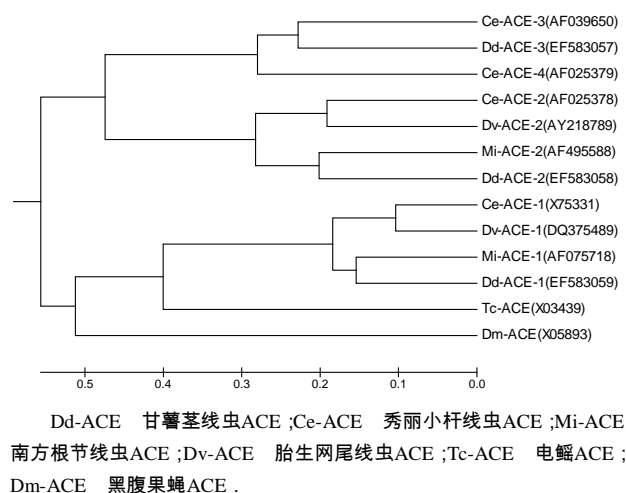 Ce-ACE-3(AF039650)
Dd-ACE-3(EF583057)
Ce-ACE-4(AF025379)
Ce-ACE-2(AF025378)
Dv-ACE-2(AY218789)
Mi-ACE-2(AF495588)
Dd-ACE-2(EF583058)
Ce-ACE-1(X75331)
Dv-ACE-1(DQ375489)
Mi-ACE-1(AF075718)
Dd-ACE-1(EF583059)
Tc-ACE(X03439)
Dm-ACE(X05893)
0.5 0.4 0.3 0.2 0.1 0.0
Dd-ACE 甘薯茎线虫ACE ;Ce-ACE 秀丽小杆线虫ACE ;Mi-ACE
南方根节线虫ACE ;Dv-ACE 胎生网尾线虫ACE ;Tc-ACE 电鳐ACE ;
Dm-ACE 黑腹果蝇ACE .